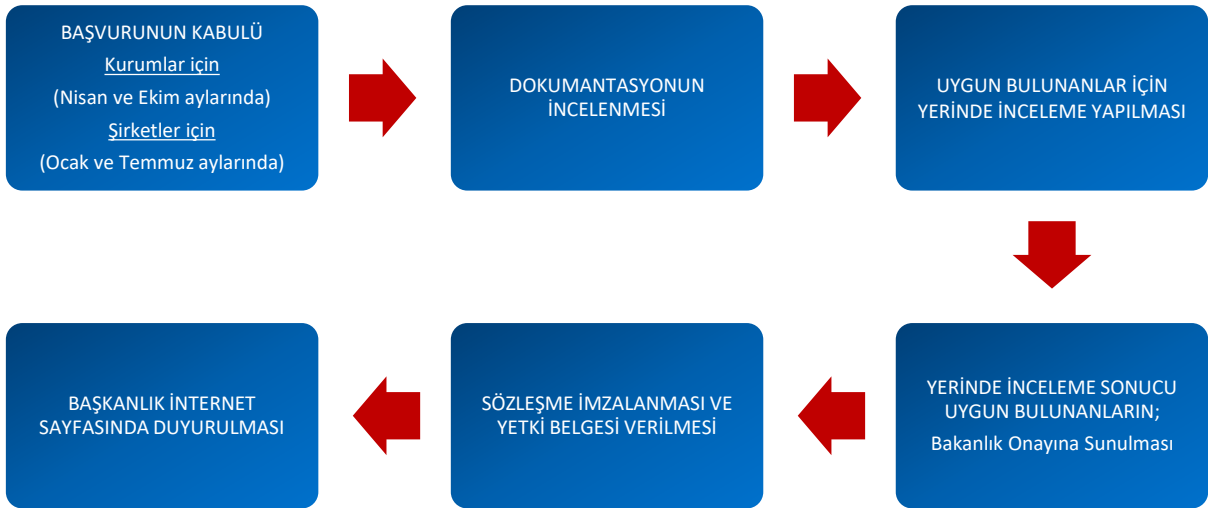 BAŞVURUNUN KABULÜ
Kurumlar için
(Nisan ve Ekim aylarında)
Şirketler için
(Ocak ve Temmuz aylarında)
DOKUMANTASYONUN
İNCELENMESİ
UYGUN BULUNANLAR İÇİN
YERİNDE İNCELEME YAPILMASI
YERİNDE İNCELEME SONUCU
UYGUN BULUNANLARIN;
Bakanlık Onayına Sunulması
SÖZLEŞME İMZALANMASI VE
YETKİ BELGESİ VERİLMESİ
BAŞKANLIK İNTERNET
SAYFASINDA DUYURULMASI